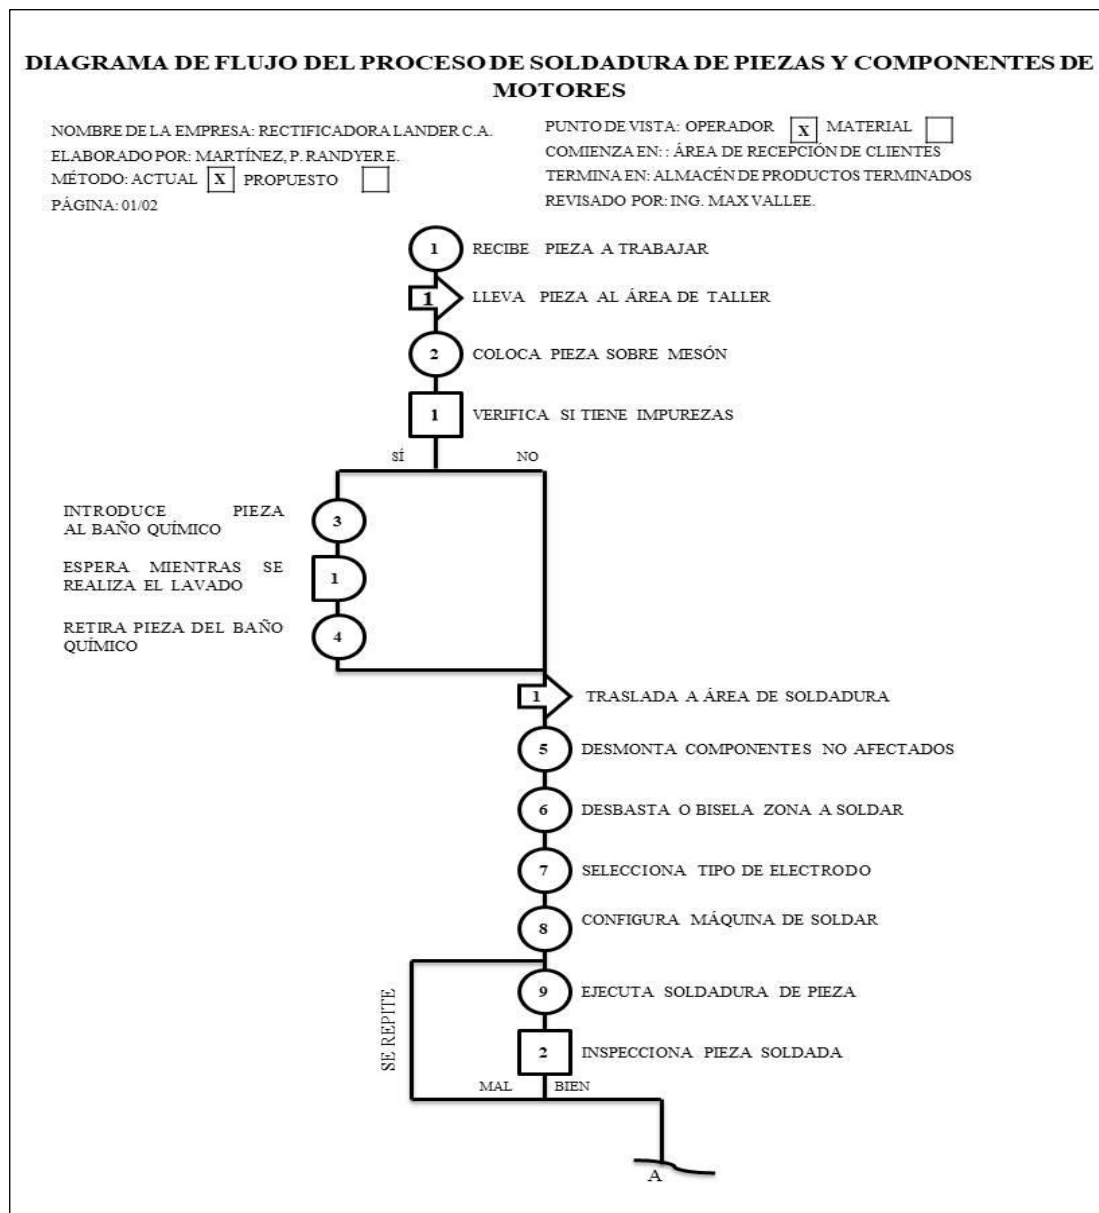 DIAGRAMA DE FLUJO DEL PROCESO DE SOLDADURA DE PIEZAS Y COMPONENTES DE
MOTORES
NOMBRE DE LA EMPRESA: RECTIFICADORA LANDER C.A.
ELABORADO POR: MARTÍNEZ, P. RANDYER E.
MÉTODO: ACTUAL X PROPUESTO
PÁGINA: 01/02
PUNTO DE VISTA: OPERADOR X MATERIAL
COMIENZA EN: : ÁREA DE RECEPCIÓN DE CLIENTES
TERMINA EN: ALMACÉN DE PRODUCTOS TERMINADOS
REVISADO POR: ING. MAX VALLEE.
1 RECIBE PIEZA A TRABAJAR
1 LLEVA PIEZA AL ÁREA DE TALLER
2 COLOCA PIEZA SOBRE MESÓN
1 VERIFICA SI TIENE IMPUREZAS
SÍ NO
INTRODUCE PIEZA
AL BAÑO QUÍMICO
3
ESPERA MIENTRAS SE
REALIZA EL LAVADO
1
RETIRA PIEZA DEL BAÑO
QUÍMICO
4
1 TRASLADA A ÁREA DE SOLDADURA
5 DESMONTA COMPONENTES NO AFECTADOS
6 DESBASTA O BISELA ZONA A SOLDAR
7 SELECCIONA TIPO DE ELECTRODO
8 CONFIGURA MÁQUINA DE SOLDAR
SE REPITE
9 EJECUTA SOLDADURA DE PIEZA
2 INSPECCIONA PIEZA SOLDADA
MAL BIEN
A